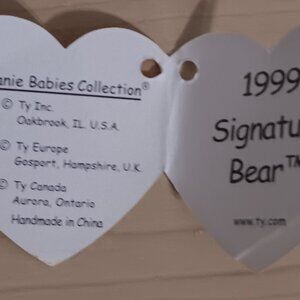 anie Babies Collection®
© Ty Inc.
Oakbrook, IL. U.S.A.
© Ty Europe
Gosport, Hampshire, U.K.
© Ty Canada
Aurora, Ontario
Handmade in China
1999
Signatu
Bear™
www.ty.com